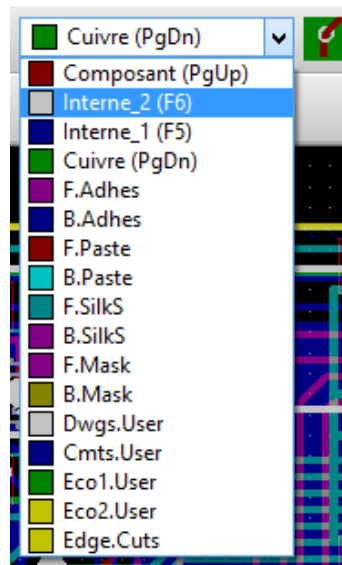 Cuivre (PgDn)
Composant (PgUp)
Interne_2 (F6)
Interne_1 (F5)
Cuivre (PgDn)
F.Adhes
B.Adhes
F.Paste
B.Paste
F.SilkS
B.SilkS
F.Mask
B.Mask
Dwgs.User
Cmts.User
Eco1.User
Eco2.User
Edge.Cuts